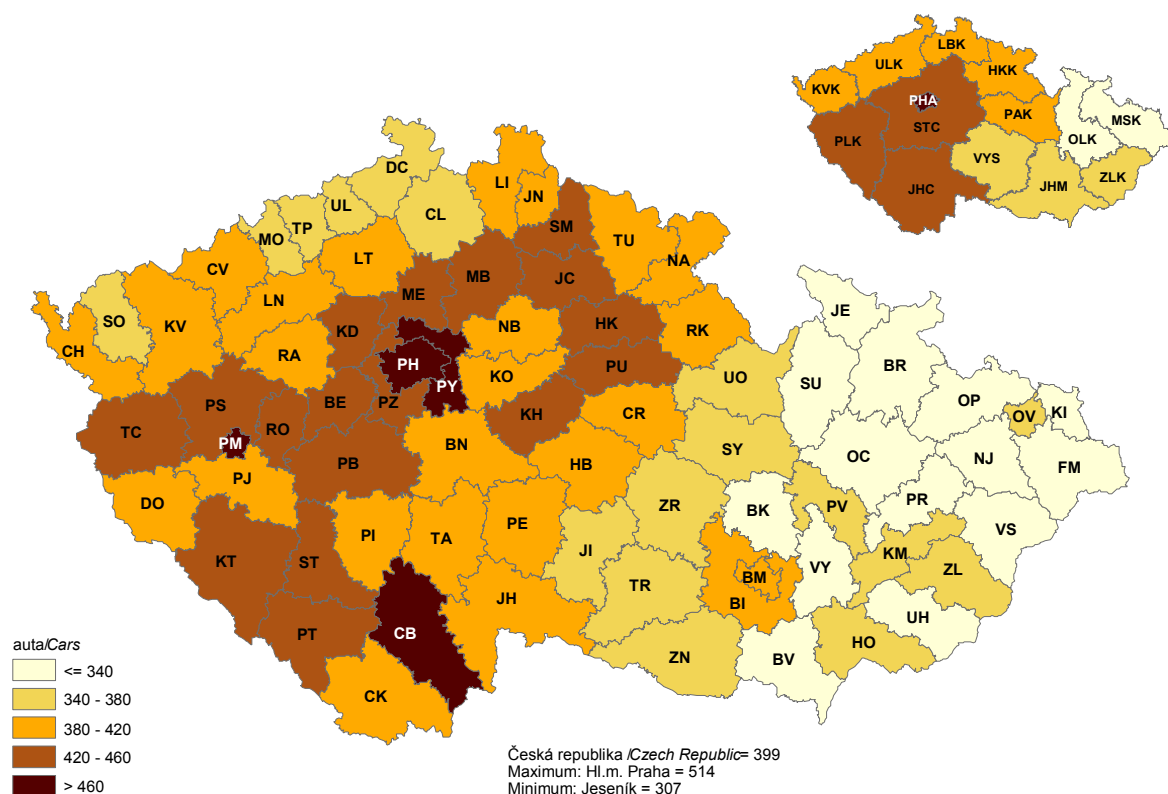 LBK
ULK
HKK
KVK
PHA
PAK
MSK
STC
PLK
OLK
VYS
ZLK
JHM
JHC
DC
LI
JN
UL
CL
TP
SM
MO
TU
CV
LT
NA
MB
JC
ME
LN
JE
SO
KV
NB
HK
RK
KD
CH
RA
BR
PH
KO
PU
UO
SU
PY
OP
BE
PZ
PS
KH
CR
OV
KI
RO
TC
PM
BN
SY
OC
NJ
FM
PB
HB
PJ
PR
DO
ZR
BK
PV
VS
PI
TA
PE
JI
KM
KT
ST
VY
ZL
BM
TR
JH
BI
UH
PT
CB
HO
ZN
BV
CK
auta/Cars
<= 340
340 - 380
380 - 420
420 - 460
> 460
Česká republika /Czech Republic= 399
Maximum: Hl.m. Praha = 514
Minimum: Jeseník = 307